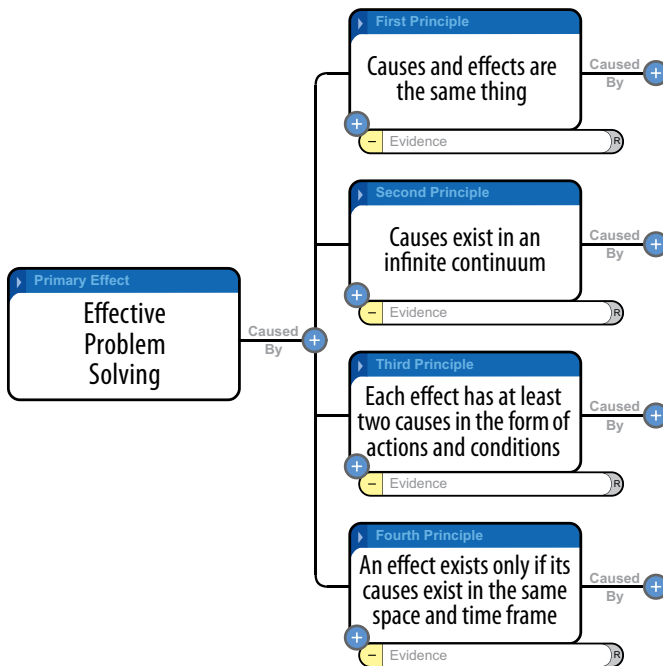 First Principle
Causes and effects are
the same thing
Caused
By
Evidence
R
Second Principle
Causes exist in an
infinite continuum
Caused
By
Evidence
R
Primary Effect
Effective
Problem
Solving
Caused
By
Third Principle
Each effect has at least
two causes in the form of
actions and conditions
Caused
By
Evidence
R
Fourth Principle
An effect exists only if its
causes exist in the same
space and time frame
Caused
By
Evidence
R